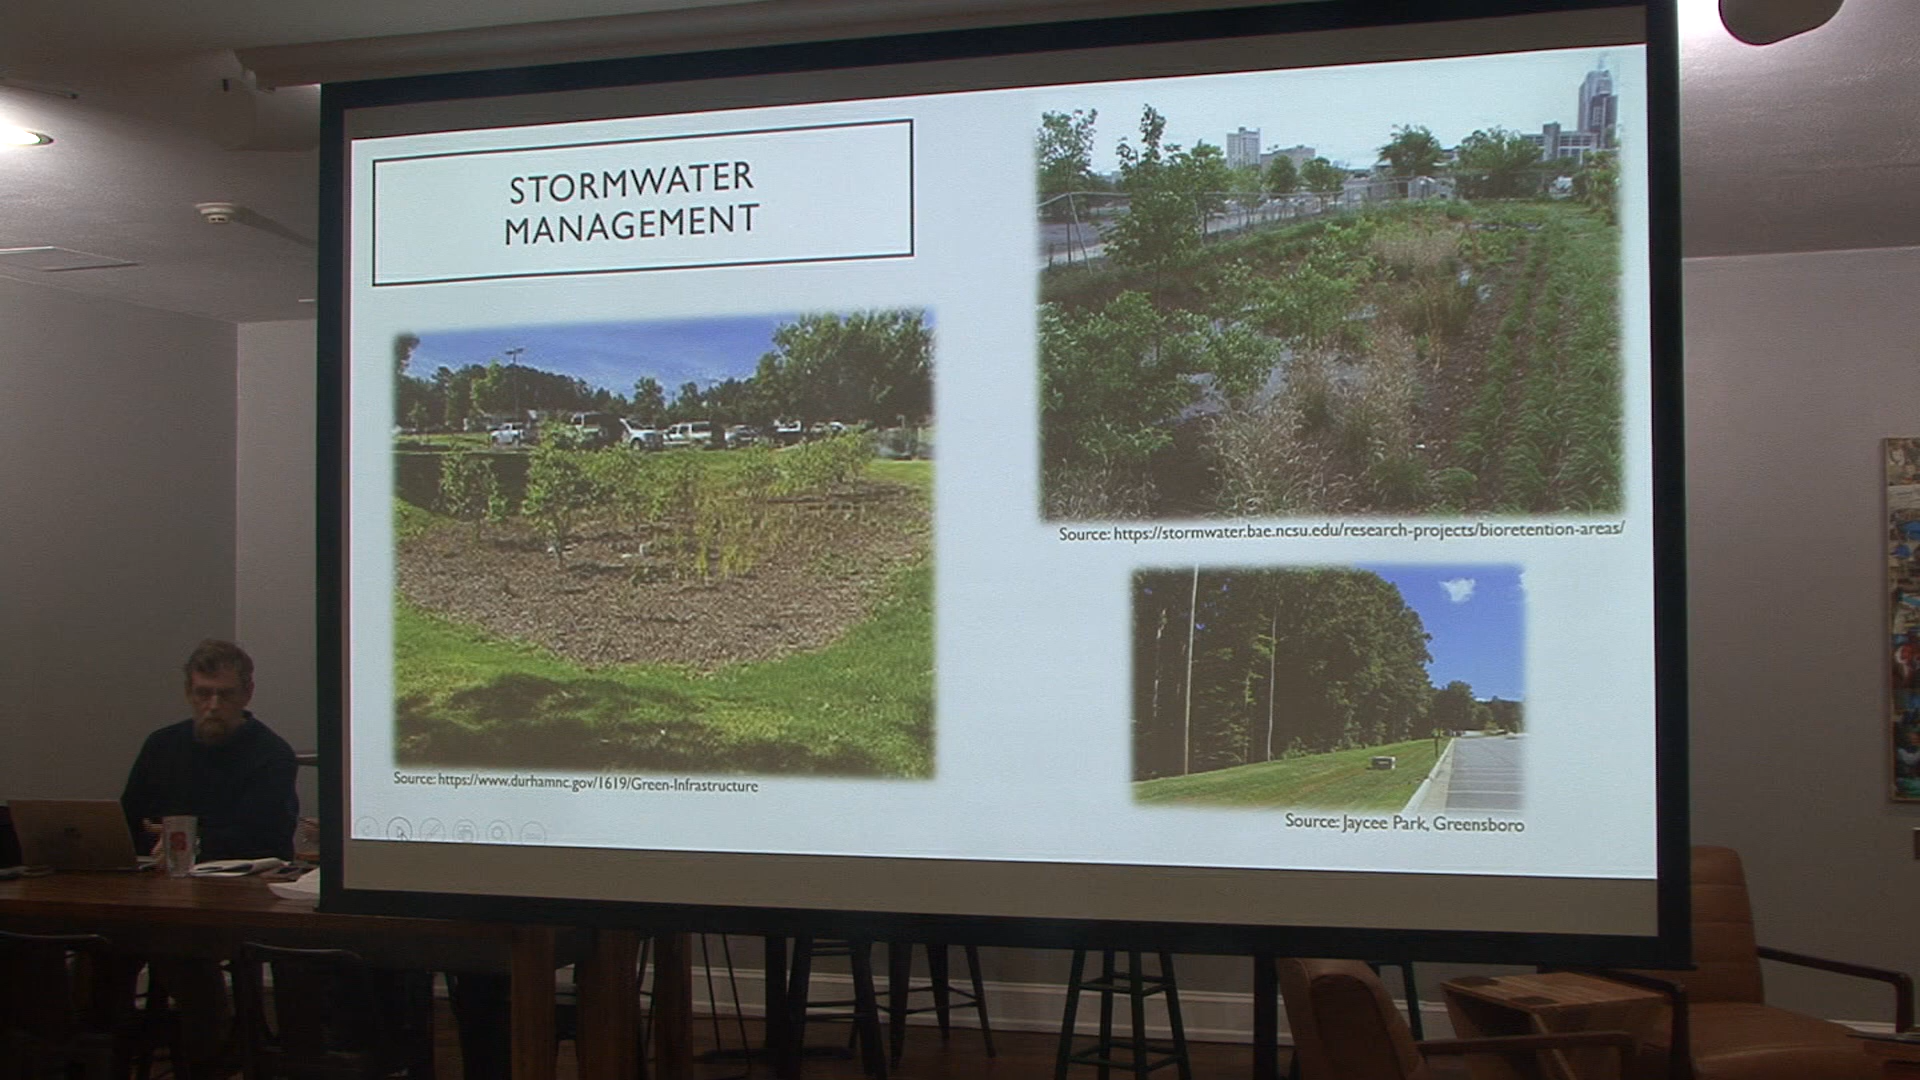 STORMWATER
MANAGEMENT
Source: https://www.durhamnc.gov/1619/Green-Infrastructure
Source: https://stormwater.bae.ncsu.edu/research-projects/bioretention-areas/
Source: Jaycee Park, Greensboro